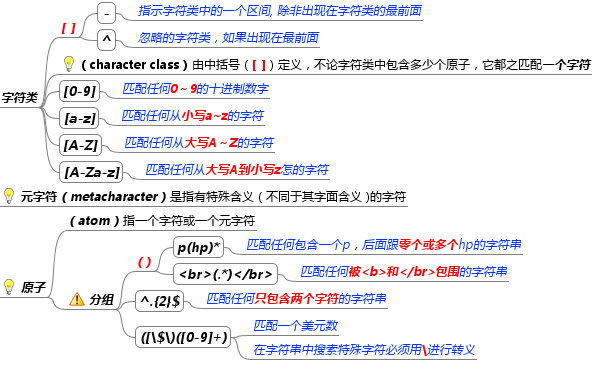 字符类
[ ]
-
指示字符类中的一个区间, 除非出现在字符类的最前面
^
忽略的字符类，如果出现在最前面
（character class）由中括号（[ ]）定义，不论字符类中包含多少个原子，它都之匹配一个字符
[0-9]
匹配任何0～9的十进制数字
[a-z]
匹配任何从小写a~z的字符
[A-Z]
匹配任何从大写A～Z的字符
[A-Za-z]
匹配任何从大写A到小写z怎的字符
元字符（metacharacter）是指有特殊含义（不同于其字面含义)的字符
原子
（atom）指一个字符或一个元字符
分组
( )
p(hp)*
匹配任何包含一个p，后面跟零个或多个hp的字符串
<br>(.*)</br>
匹配任何被<b>和</br>包围的字符串
^.{2}$
匹配任何只包含两个字符的字符串
([\$\)([0-9]+)
匹配一个美元数
在字符串中搜索特殊字符必须用\进行转义